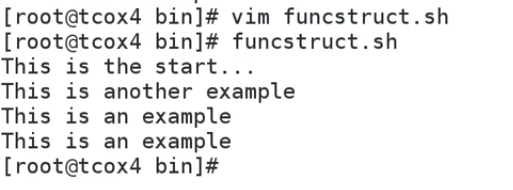 [root@tcox4 bin]# vim funcstruct.sh
[root@tcox4 bin]# funcstruct.sh
This is the start...
This is another example
This is an example
This is an example
[root@tcox4 bin]#